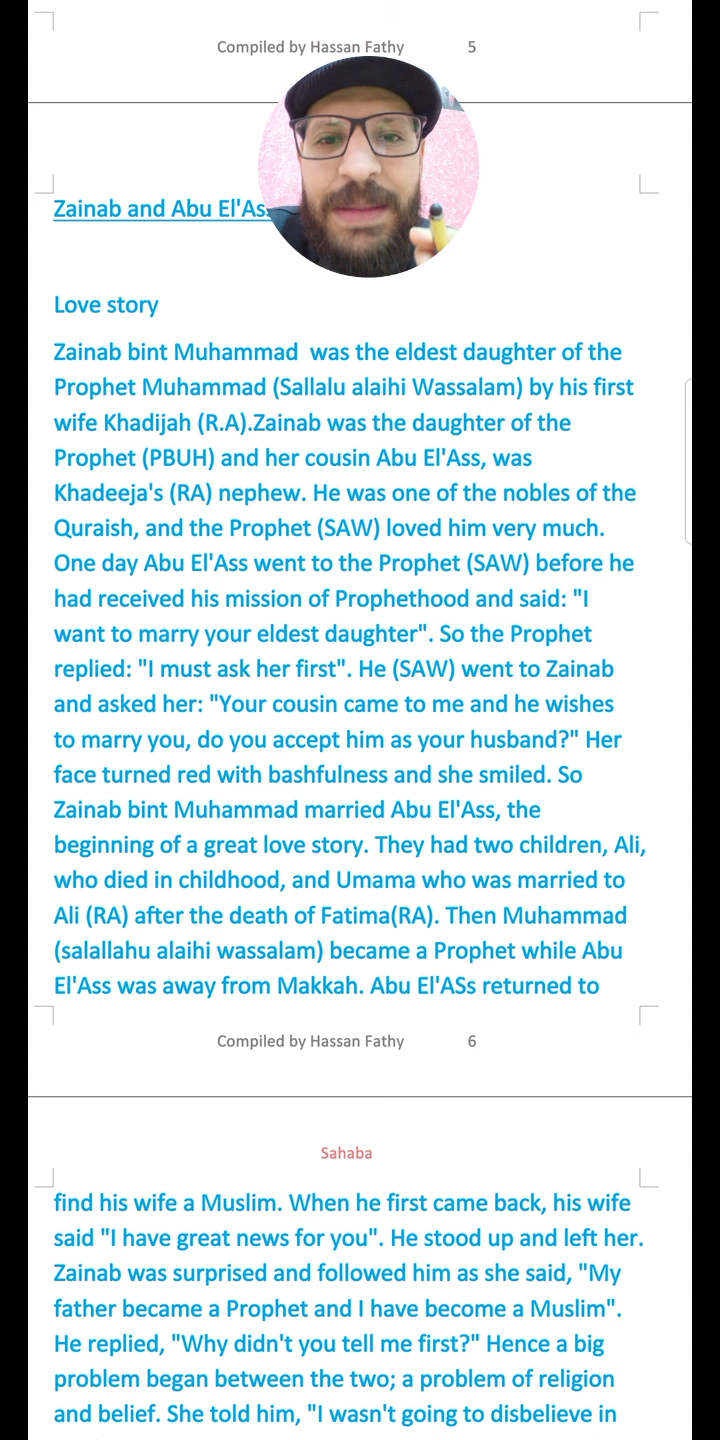 Compiled by Hassan Fathy 5
Zainab and Abu El'As
Love story
Zainab bint Muhammad  was the eldest daughter of the
Prophet Muhammad (Sallalu alaihi Wassalam) by his first
wife Khadijah (R.A).Zainab was the daughter of the
Prophet (PBUH) and her cousin Abu El'Ass, was
Khadeeja's (RA) nephew. He was one of the nobles of the
Quraish, and the Prophet (SAW) loved him very much.
One day Abu El'Ass went to the Prophet (SAW) before he
had received his mission of Prophethood and said: "I
want to marry your eldest daughter". So the Prophet
replied: "I must ask her first". He (SAW) went to Zainab
and asked her: "Your cousin came to me and he wishes
to marry you, do you accept him as your husband?" Her
face turned red with bashfulness and she smiled. So
Zainab bint Muhammad married Abu El'Ass, the
beginning of a great love story. They had two children, Ali,
who died in childhood, and Umama who was married to
Ali (RA) after the death of Fatima(RA). Then Muhammad
(salallahu alaihi wassalam) became a Prophet while Abu
El'Ass was away from Makkah. Abu El'ASs returned to
Compiled by Hassan Fathy 6
Sahaba
find his wife a Muslim. When he first came back, his wife
said "I have great news for you". He stood up and left her.
Zainab was surprised and followed him as she said, "My
father became a Prophet and I have become a Muslim".
He replied, "Why didn't you tell me first?" Hence a big
problem began between the two; a problem of religion
and belief. She told him, "I wasn't going to disbelieve in